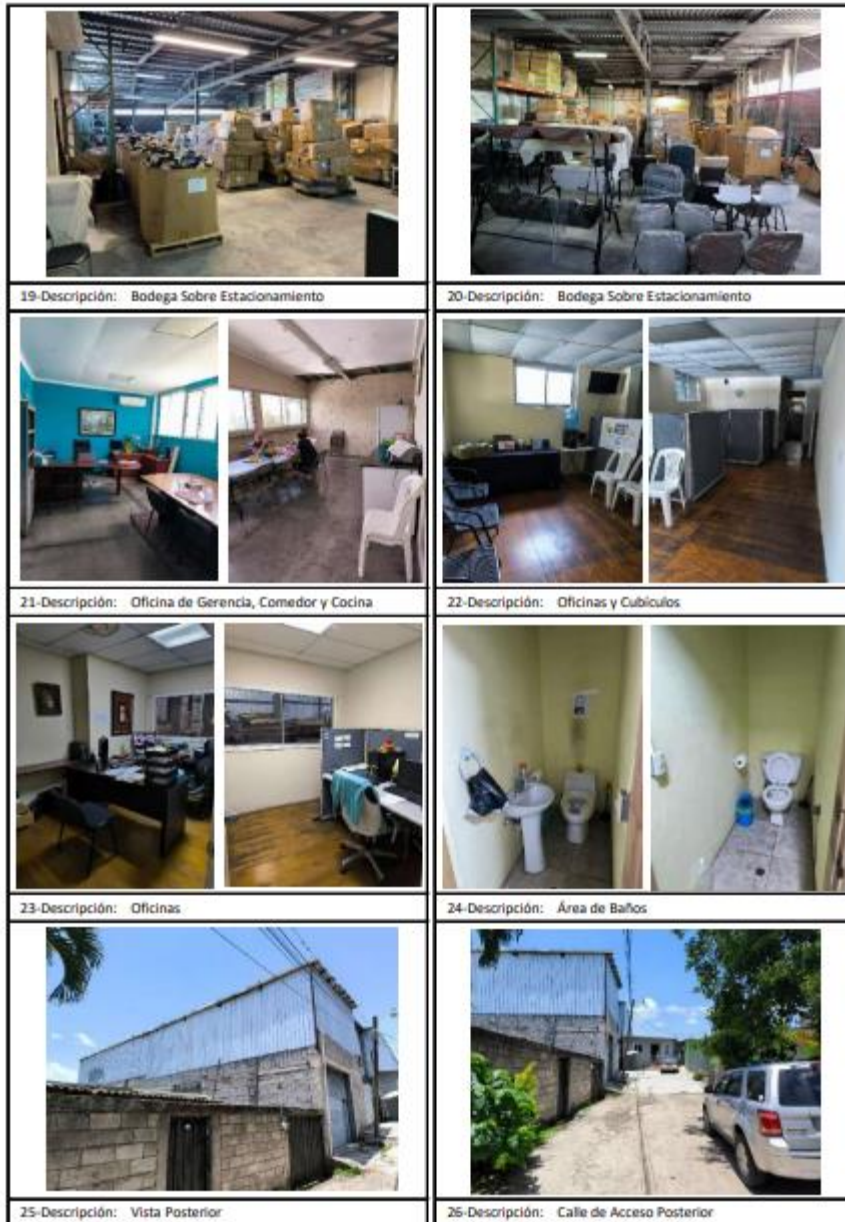 19-Descripción: Bodega Sobre Estacionamiento
20-Descripción: Bodega Sobre Estacionamiento
21-Descripción: Oficina de Gerencia, Comedor y Cocina
22-Descripción: Oficinas y Cubículos
23-Descripción: Oficinas
24-Descripción: Área de Baños
25-Descripción: Vista Posterior
26-Descripción: Calle de Acceso Posterior